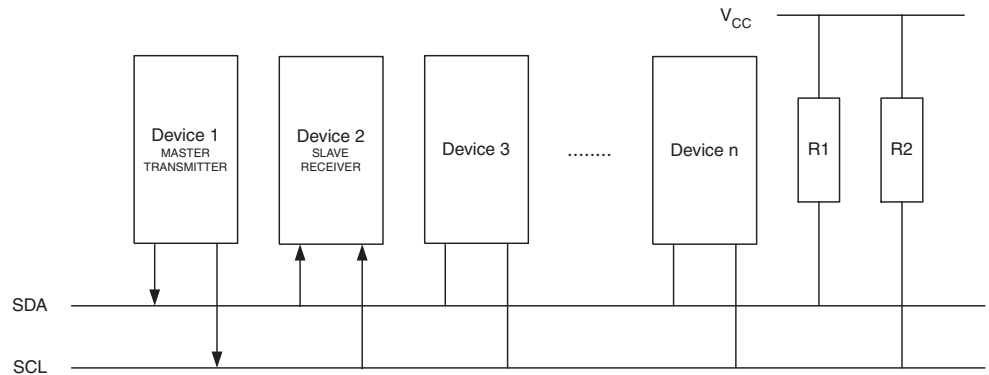 V_CC
Device 1
MASTER
TRANSMITTER
Device 2
SLAVE
RECEIVER
Device 3
........
Device n
R1
R2
SDA
SCL